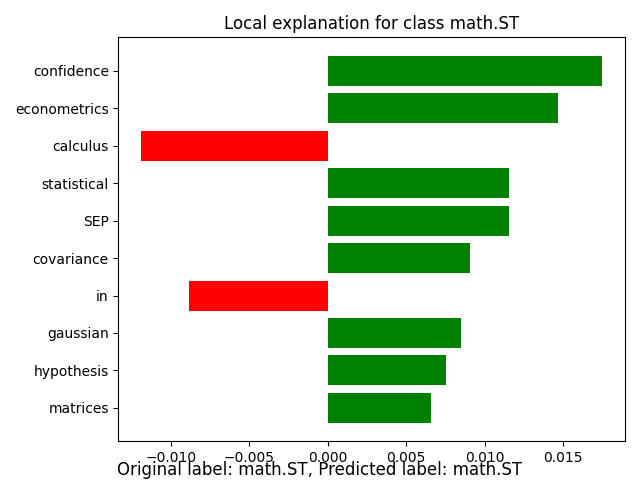 Local explanation for class math.ST
confidence
econometrics
calculus
statistical
SEP
covariance
in
gaussian
hypothesis
matrices
−0.010 −0.005 0.000 0.005 0.010 0.015
Original label: math.ST, Predicted label: math.ST